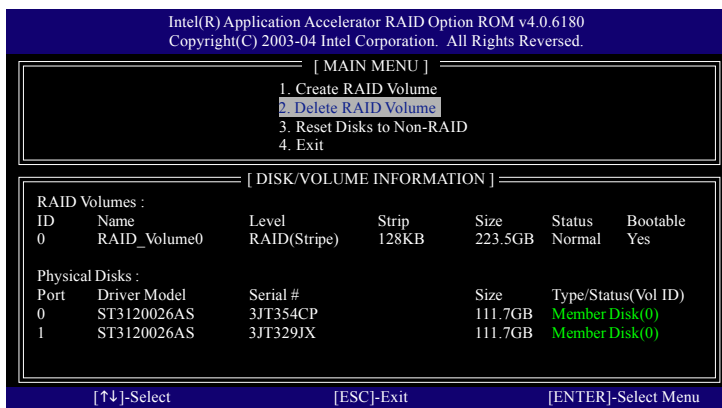 Intel(R) Application Accelerator RAID Option ROM v4.0.6180
Copyright(C) 2003-04 Intel Corporation. All Rights Reversed.
[ MAIN MENU ]
1. Create RAID Volume
2. Delete RAID Volume
3. Reset Disks to Non-RAID
4. Exit
[ DISK/VOLUME INFORMATION ]
RAID Volumes :
ID Name Level Strip Size Status Bootable
0 RAID_Volume0 RAID(Stripe) 128KB 223.5GB Normal Yes
Physical Disks :
Port Driver Model Serial # Size Type/Status(Vol ID)
0 ST3120026AS 3JT354CP 111.7GB Member Disk(0)
1 ST3120026AS 3JT329JX 111.7GB Member Disk(0)
[↑↓]-Select [ESC]-Exit [ENTER]-Select Menu